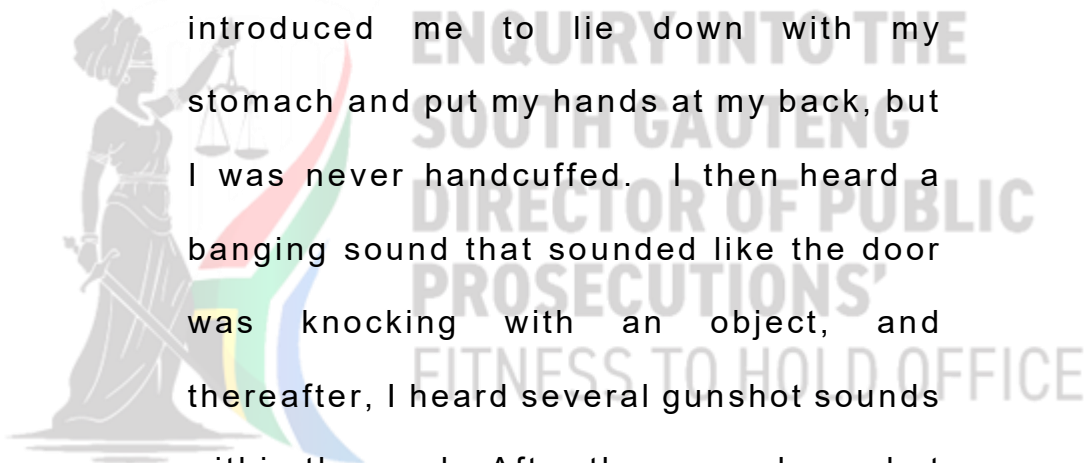 introduced me to lie down with my
stomach and put my hands at my back, but
I was never handcuffed. I then heard a
banging sound that sounded like the door
was knocking with an object, and
thereafter, I heard several gunshot sounds
ENQUIRY INTO THE
SOUTH GAUTENG
DIRECTOR OF PUBLIC
PROSECUTIONS'
FITNESS TO HOLD OFFICE